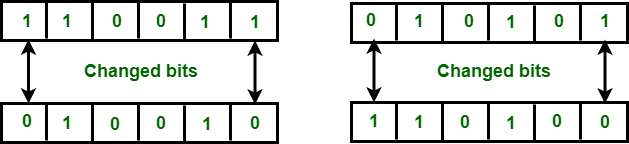 1 1 0 0 1 1
Changed bits
0 1 0 0 1 0
0 1 0 1 0 1
Changed bits
1 1 0 1 0 0